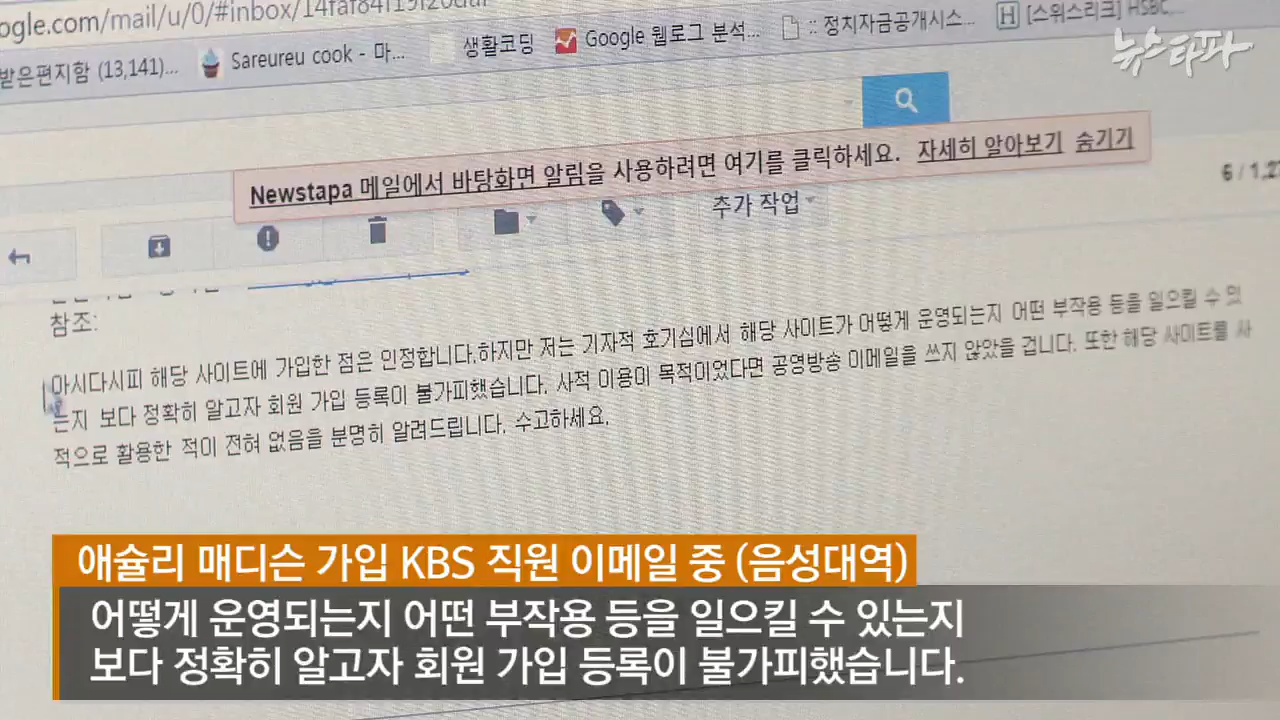 ogle.com/mail/u/0/#inbox/14faf84f19f20daf
받은편지함 (13,141)...
Sareureu cook - 마...
생활코딩
Google 웹로그 분석...
:: 정치자금공개시스...
[스위스리크] HSBC...
뉴스타파
Newstapa 메일에서 바탕화면 알림을 사용하려면 여기를 클릭하세요. 자세히 알아보기 숨기기
6 / 1,2
추가 작업
참조:
아시다시피 해당 사이트에 가입한 점은 인정합니다.하지만 저는 기자적 호기심에서 해당 사이트가 어떻게 운영되는지 어떤 부작용 등을 일으킬 수 있
는지 보다 정확히 알고자 회원 가입 등록이 불가피했습니다. 사적 이용이 목적이었다면 공영방송 이메일을 쓰지 않았을 겁니다. 또한 해당 사이트를 사
적으로 활용한 적이 전혀 없음을 분명히 알려드립니다. 수고하세요.
애슐리 매디슨 가입 KBS 직원 이메일 중 (음성대역)
어떻게 운영되는지 어떤 부작용 등을 일으킬 수 있는지
보다 정확히 알고자 회원 가입 등록이 불가피했습니다.